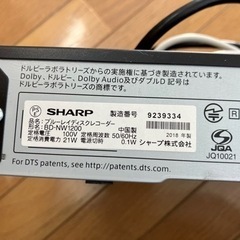 ドルビーラボラトリーズからの実施権に基づき製造され
Dolby、ドルビー、Dolby Audio及びダブルD記号は
ドルビーラボラトリーズの商標です。
SHARP
製造番号 9239334
品名：ブルーレイディスクレコーダー
形名：BD-NW1200 中国製
定格電圧 100V 定格周波数 50/60Hz 2018年製
定格消費電力 21W 待機時 0.1W シャープ株式会社
JQA
JQ10021
For DTS patents, see http://patents.dts.com.